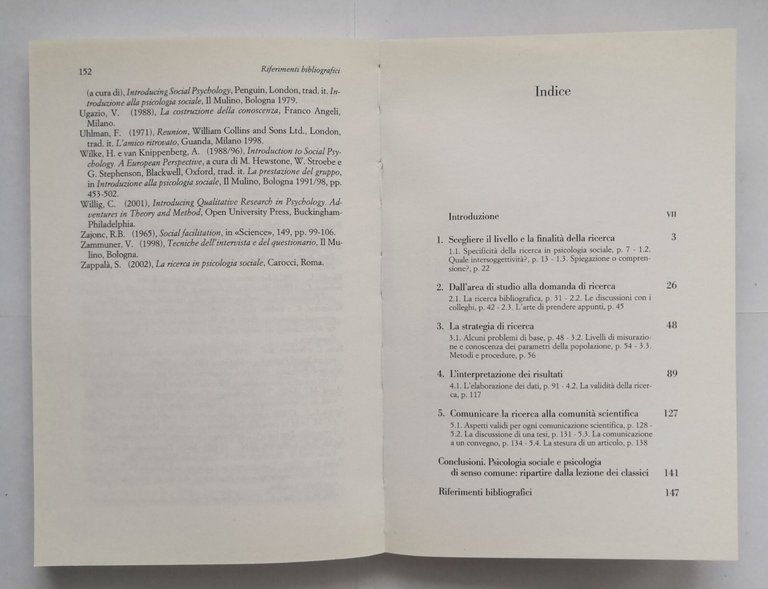 152
Riferimenti bibliografici
(a cura di), Introducing Social Psychology, Penguin, London, trad. it. In-
troduzione alla psicologia sociale, Il Mulino, Bologna 1979.
Ugazio, V. (1988), La costruzione della conoscenza, Franco Angeli,
Milano.
Uhlman, F. (1971), Reunion, William Collins and Sons Ltd., London,
trad. it. L'amico ritrovato, Guanda, Milano 1998.
Wilke, H. e van Knippenberg, A. (1988/96), Introduction to Social Psy-
chology. A European Perspective, a cura di M. Hewstone, W. Stroebe e
G. Stephenson, Blackwell, Oxford, trad. it. La prestazione del gruppo,
in Introduzione alla psicologia sociale, Il Mulino, Bologna 1991/98, pp.
453-502.
Willig, C. (2001), Introducing Qualitative Research in Psychology. Ad-
ventures in Theory and Method, Open University Press, Buckingham-
Philadelphia.
Zajonc, R.B. (1965), Social facilitation, in «Science», 149, pp. 99-106.
Zammuner, V. (1998), Tecniche dell'intervista e del questionario, Il Mu-
lino, Bologna.
Zappalà, S. (2002), La ricerca in psicologia sociale, Carocci, Roma.
Indice
Introduzione VII
1. Scegliere il livello e la finalità della ricerca 3
1.1. Specificità della ricerca in psicologia sociale, p. 7 - 1.2.
Quale intersoggettività?, p. 13 - 1.3. Spiegazione o compren-
sione?, p. 22
2. Dall'area di studio alla domanda di ricerca 26
2.1. La ricerca bibliografica, p. 31 - 2.2. Le discussioni con i
colleghi, p. 42 - 2.3. L'arte di prendere appunti, p. 45
3. La strategia di ricerca 48
3.1. Alcuni problemi di base, p. 48 - 3.2. Livelli di misurazio-
ne e conoscenza dei parametri della popolazione, p. 54 - 3.3.
Metodi e procedure, p. 56
4. L'interpretazione dei risultati 89
4.1. L'elaborazione dei dati, p. 91 - 4.2. La validità della ricer-
ca, p. 117
5. Comunicare la ricerca alla comunità scientifica 127
5.1. Aspetti validi per ogni comunicazione scientifica, p. 128 -
5.2. La discussione di una tesi, p. 131 - 5.3. La comunicazione
a un convegno, p. 134 - 5.4. La stesura di un articolo, p. 138
Conclusioni. Psicologia sociale e psicologia
di senso comune: ripartire dalla lezione dei classici 141
Riferimenti bibliografici 147